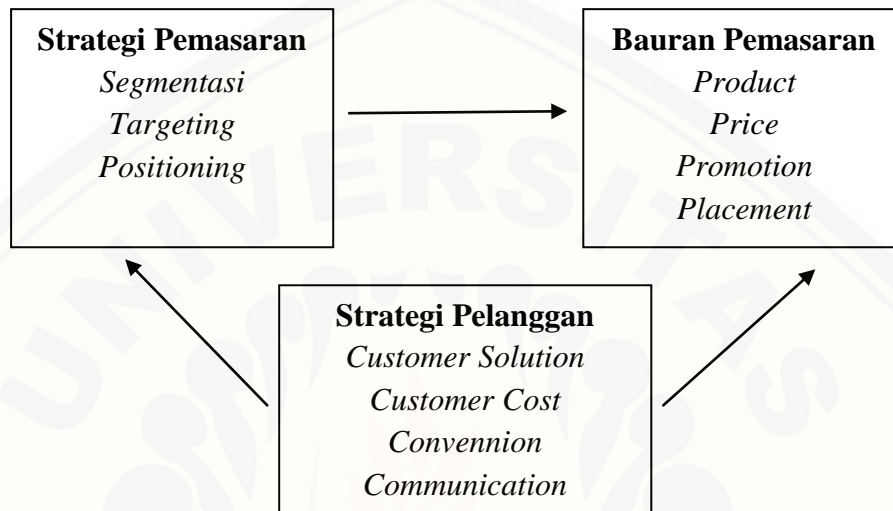 Strategi Pemasaran
Segmentasi
Targeting
Positioning
Bauran Pemasaran
Product
Price
Promotion
Placement
Strategi Pelanggan
Customer Solution
Customer Cost
Convennion
Communication
UNIVERSITAS